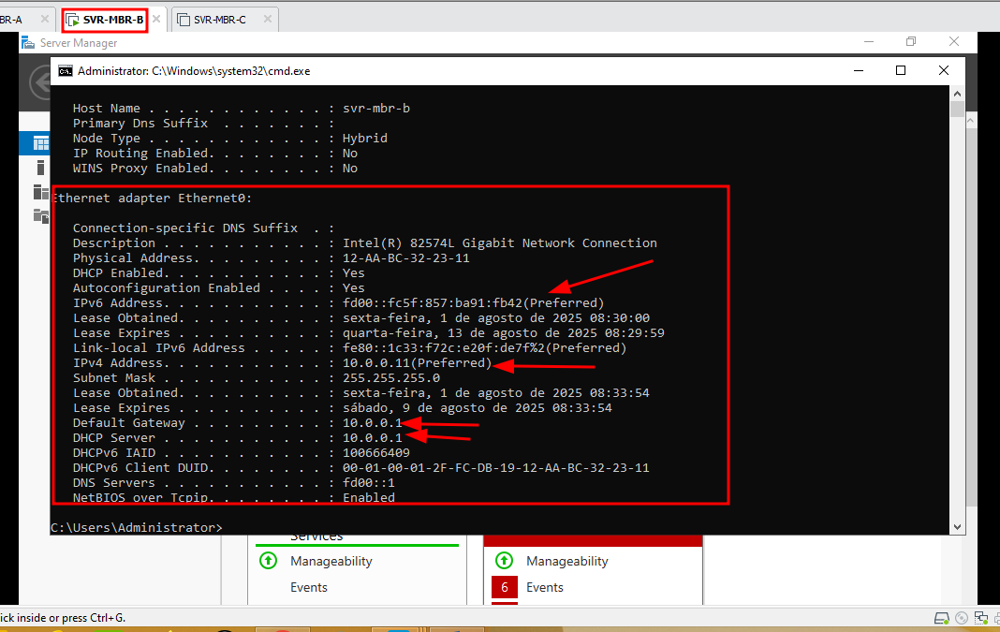 BR-A
SVR-MBR-B
SVR-MBR-C
Server Manager
Administrator: C:\Windows\system32\cmd.exe
Host Name . . . . . . . . . . . . : svr-mbr-b
Primary Dns Suffix  . . . . . . . :
Node Type . . . . . . . . . . . . : Hybrid
IP Routing Enabled. . . . . . . . : No
WINS Proxy Enabled. . . . . . . . : No
Ethernet adapter Ethernet0:
Connection-specific DNS Suffix  . :
Description . . . . . . . . . . . : Intel(R) 82574L Gigabit Network Connection
Physical Address. . . . . . . . . : 12-AA-BC-32-23-11
DHCP Enabled. . . . . . . . . . . : Yes
Autoconfiguration Enabled . . . . : Yes
IPv6 Address. . . . . . . . . . . : fd00::fc5f:857:ba91:fb42(Preferred)
Lease Obtained. . . . . . . . . . : sexta-feira, 1 de agosto de 2025 08:30:00
Lease Expires . . . . . . . . . . : quarta-feira, 13 de agosto de 2025 08:29:59
Link-local IPv6 Address . . . . . : fe80::1c33:f72c:e20f:de7f%2(Preferred)
IPv4 Address. . . . . . . . . . . : 10.0.0.11(Preferred)
Subnet Mask . . . . . . . . . . . : 255.255.255.0
Lease Obtained. . . . . . . . . . : sexta-feira, 1 de agosto de 2025 08:33:54
Lease Expires . . . . . . . . . . : sábado, 9 de agosto de 2025 08:33:54
Default Gateway . . . . . . . . . : 10.0.0.1
DHCP Server . . . . . . . . . . . : 10.0.0.1
DHCPv6 IAID . . . . . . . . . . . : 100666409
DHCPv6 Client DUID. . . . . . . . : 00-01-00-01-2F-FC-DB-19-12-AA-BC-32-23-11
DNS Servers . . . . . . . . . . . : fd00::1
NetBIOS over Tcpip. . . . . . . . : Enabled
C:\Users\Administrator>
Services
Manageability
Manageability
Events
6 Events
ick inside or press Ctrl+G.